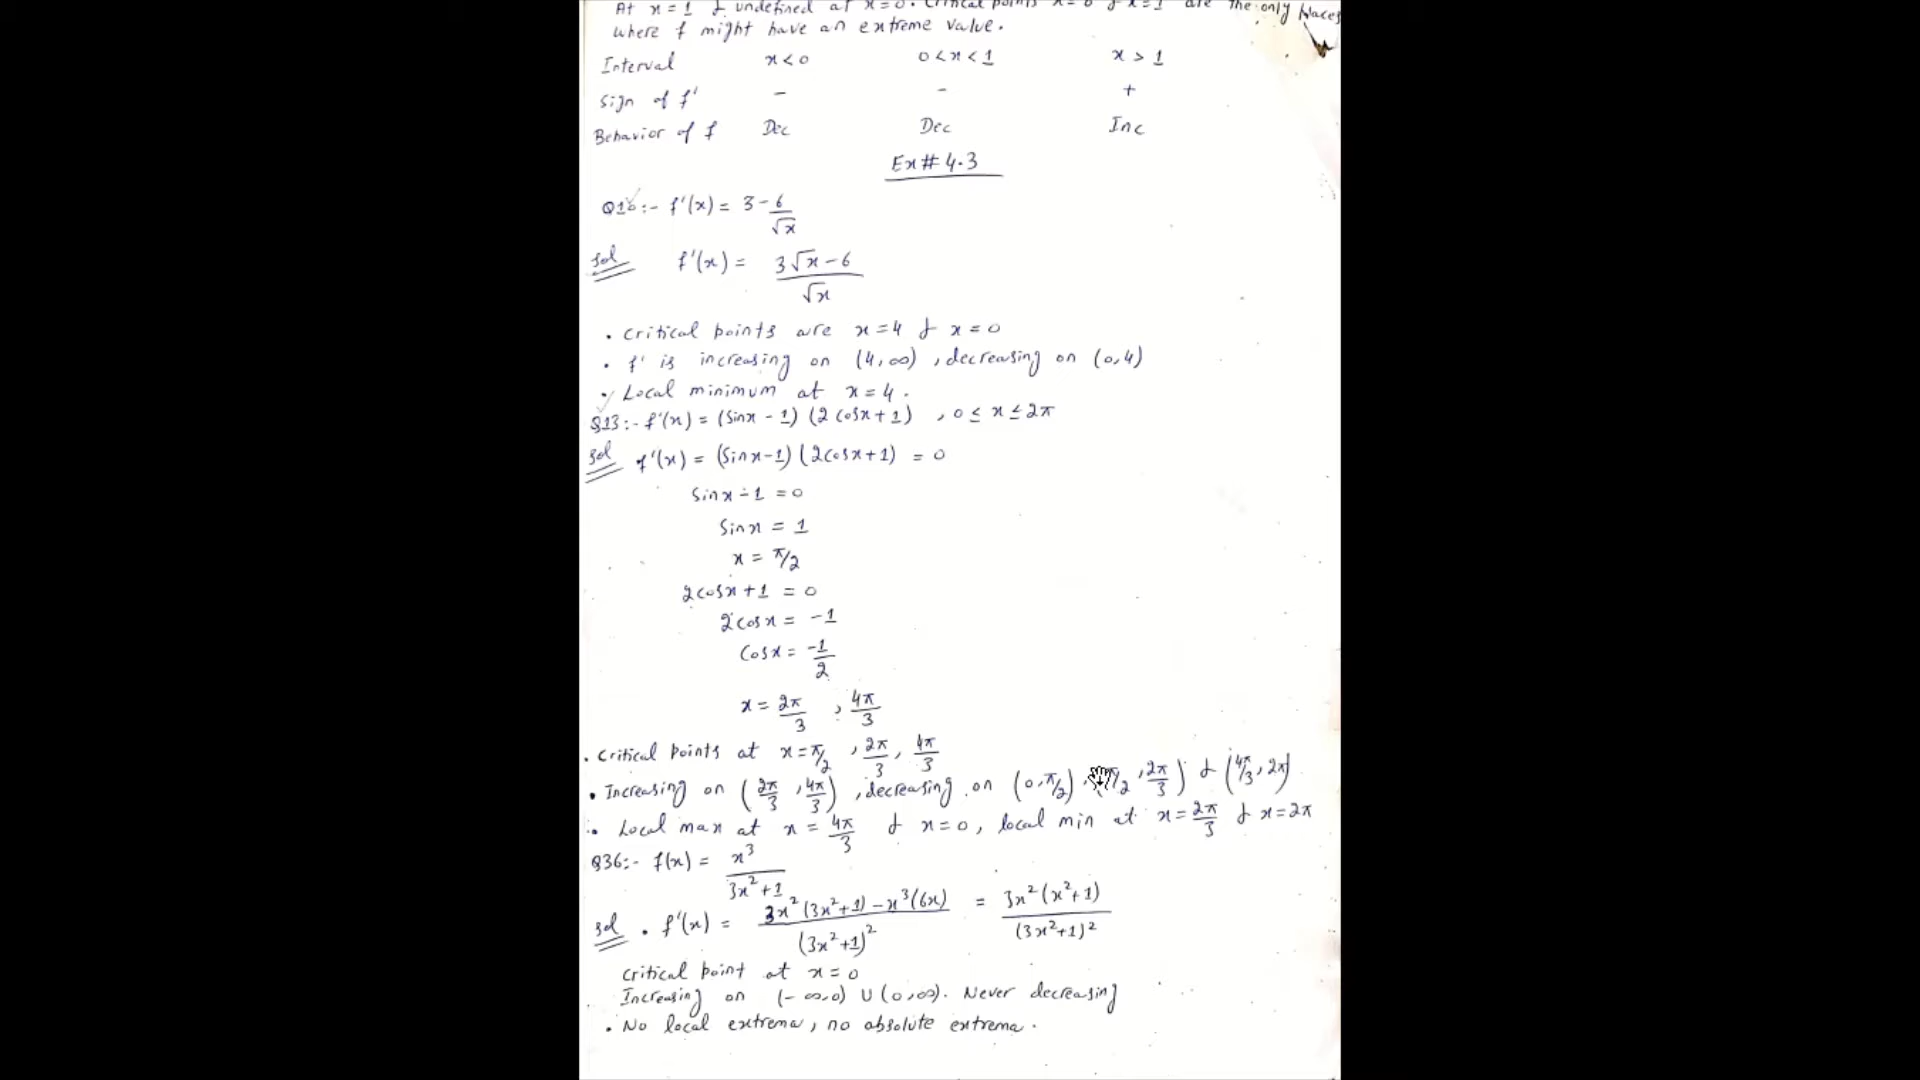 At x = 1 & undefined at x = 0. Critical points x = 0 & x = 1 are the only places
where f might have an extreme value.
Interval x < 0 0 < x < 1 x > 1
Sign of f' - - +
Behavior of f Dec Dec Inc
Ex# 4.3
Q10:- f'(x) = 3 - 6/√x
Sol f'(x) = (3√x - 6)/√x
• Critical points are x = 4 & x = 0
• f' is increasing on (4, ∞), decreasing on (0, 4)
• Local minimum at x = 4.
Q13:- f'(x) = (Sinx - 1) (2 Cosx + 1) , 0 ≤ x ≤ 2π
Sol f'(x) = (Sinx - 1) (2Cosx + 1) = 0
Sinx - 1 = 0
Sinx = 1
x = π/2
2cosx + 1 = 0
2cosx = -1
Cosx = -1/2
x = 2π/3 , 4π/3
• Critical points at x = π/2 , 2π/3 , 4π/3
• Increasing on (2π/3 , 4π/3) , decreasing on (0, π/2) , π/2 , 2π/3) & (4π/3 , 2π)
• Local max at x = 4π/3 & x = 0, local min at x = 2π/3 & x = 2π
Q36:- f(x) = x³/(3x² + 1)
Sol • f'(x) = (3x² (3x² + 1) - x³ (6x))/(3x² + 1)² = 3x² (x² + 1)/(3x² + 1)²
Critical point at x = 0
Increasing on (-∞, 0) ∪ (0, ∞). Never decreasing
• No local extrema, no absolute extrema.